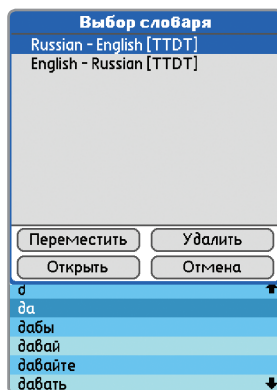 Выбор словаря
Russian - English [TTDT]
English - Russian [TTDT]
Переместить Удалить
Открыть Отмена
d
да
дабы
давай
давайте
давать